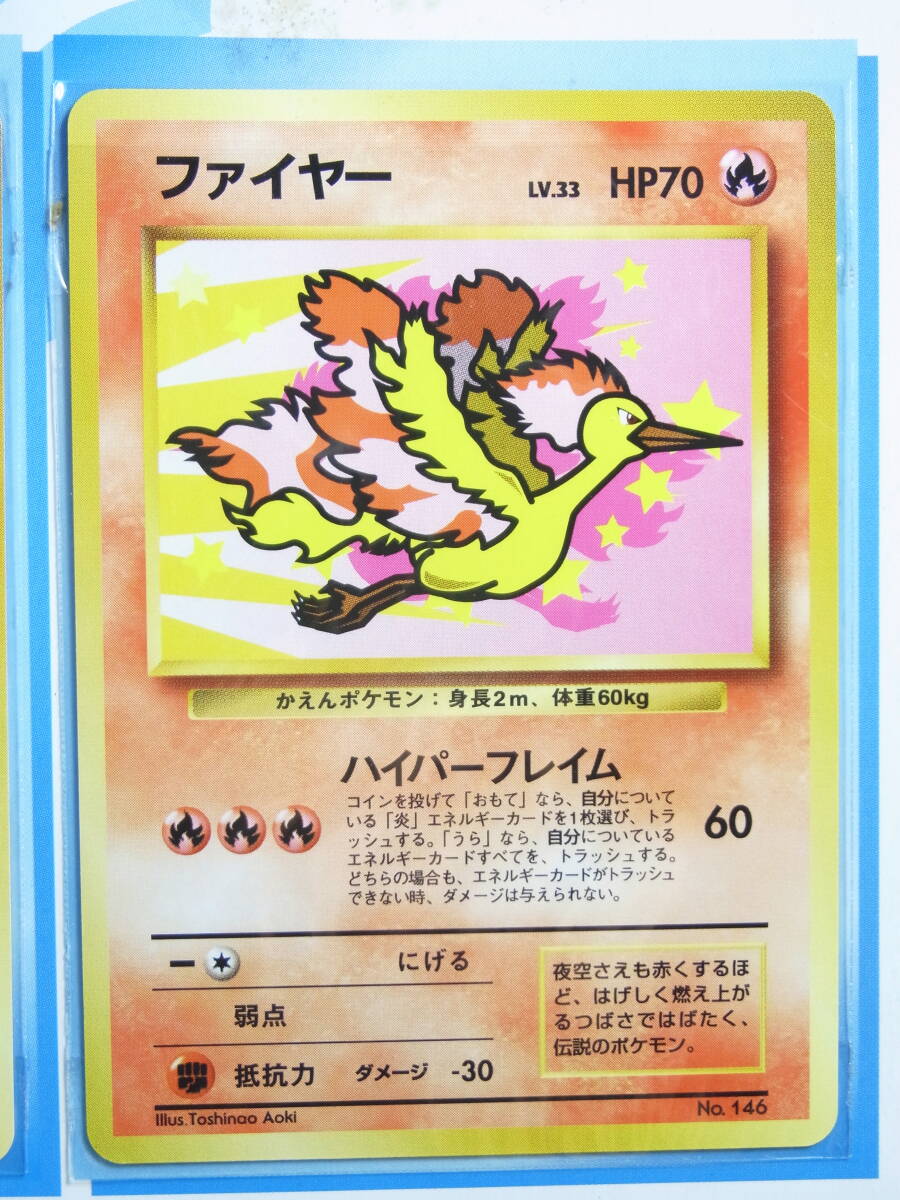 ファイヤー LV.33 HP70
かえんポケモン：身長2m、体重60kg
ハイパーフレイム
コインを投げて「おもて」なら、自分について
いる「炎」エネルギーカードを1枚選び、トラ
ッシュする。「うら」なら、自分についている
エネルギーカードすべてを、トラッシュする。
どちらの場合も、エネルギーカードがトラッシュ
できない時、ダメージは与えられない。
60
ー にげる
弱点
抵抗力 ダメージ -30
夜空さえも赤くするほ
ど、はげしく燃え上が
るつばさではばたく、
伝説のポケモン。
Illus.Toshinao Aoki
No. 146